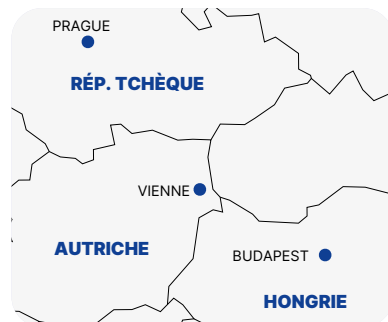 PRAGUE
RÉP. TCHÈQUE
VIENNE
AUTRICHE
BUDAPEST
HONGRIE